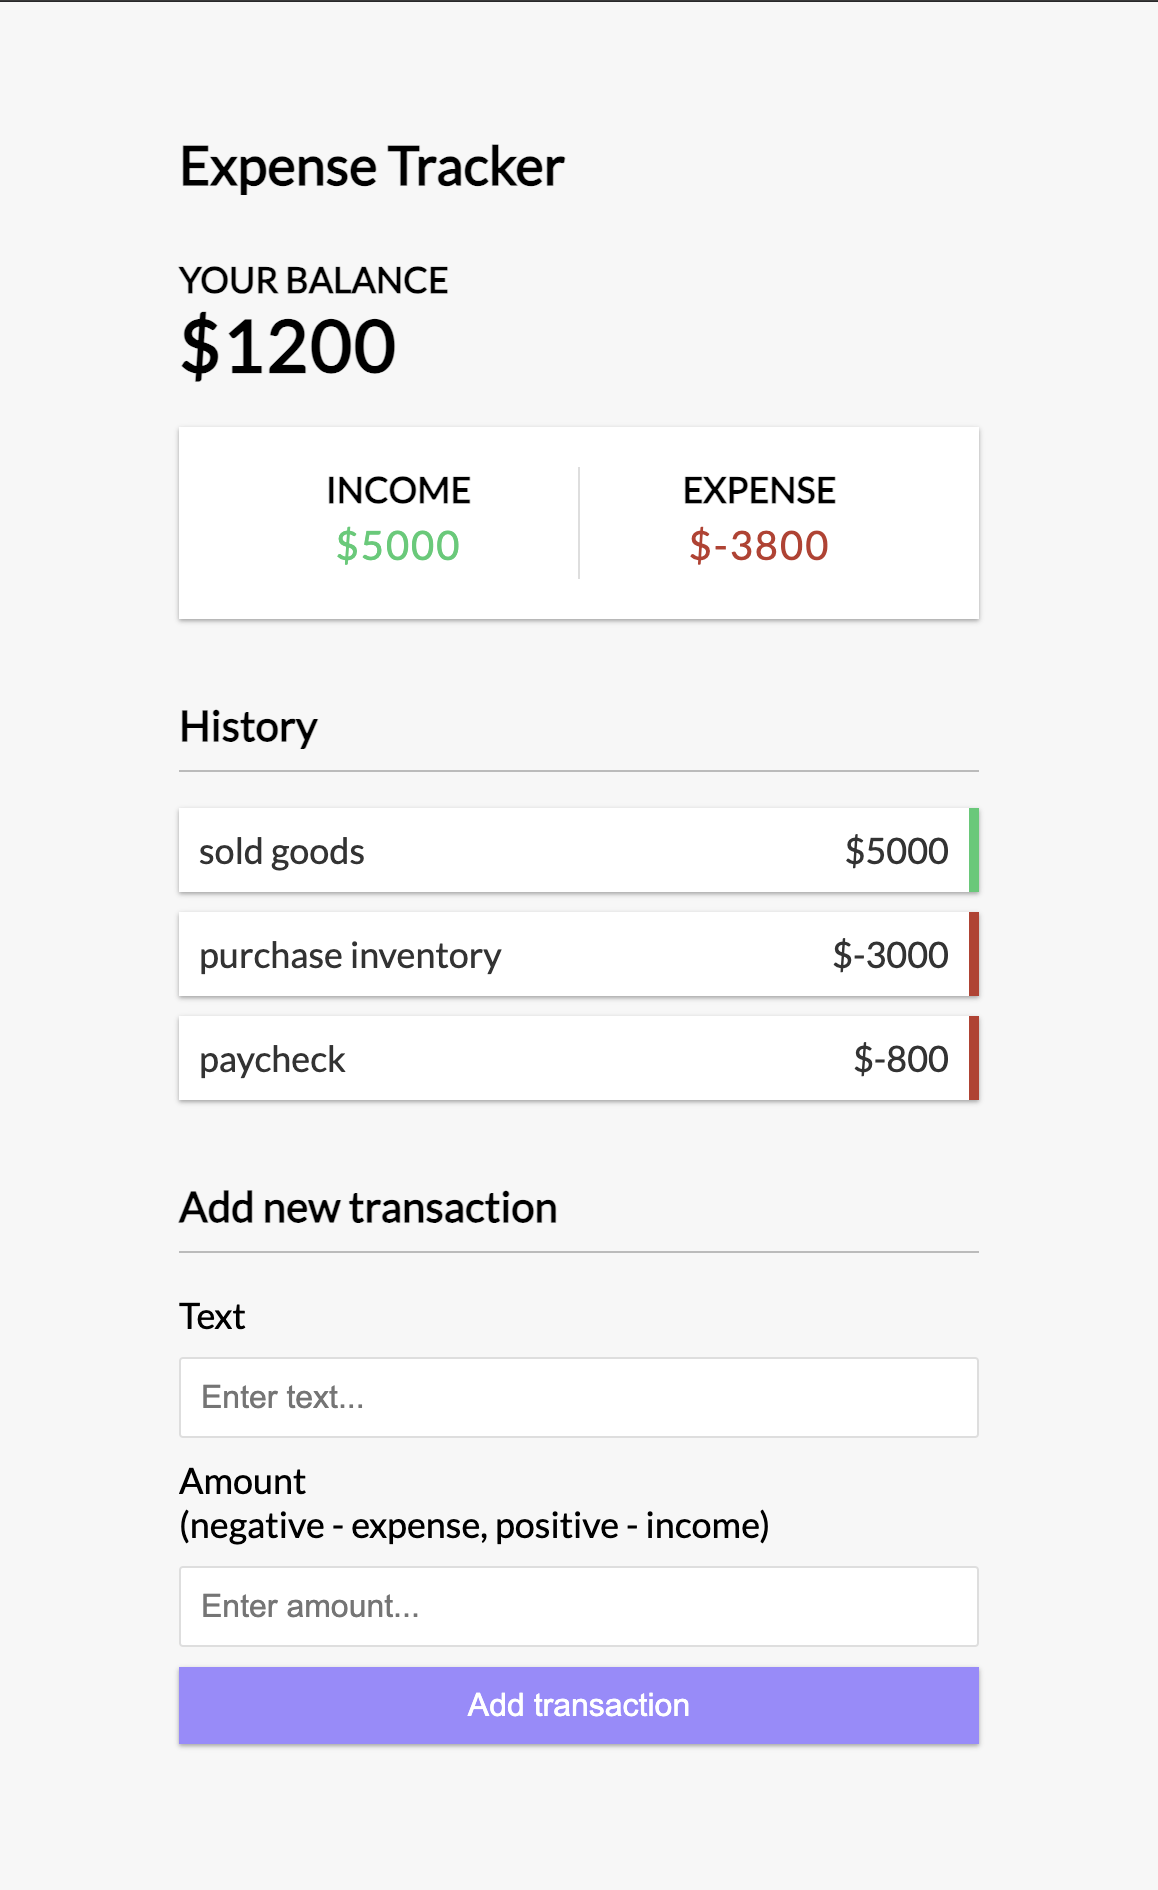 Expense Tracker
YOUR BALANCE
$1200
INCOME
$5000
EXPENSE
$-3800
History
sold goods $5000
purchase inventory $-3000
paycheck $-800
Add new transaction
Text
Enter text...
Amount
(negative - expense, positive - income)
Enter amount...
Add transaction